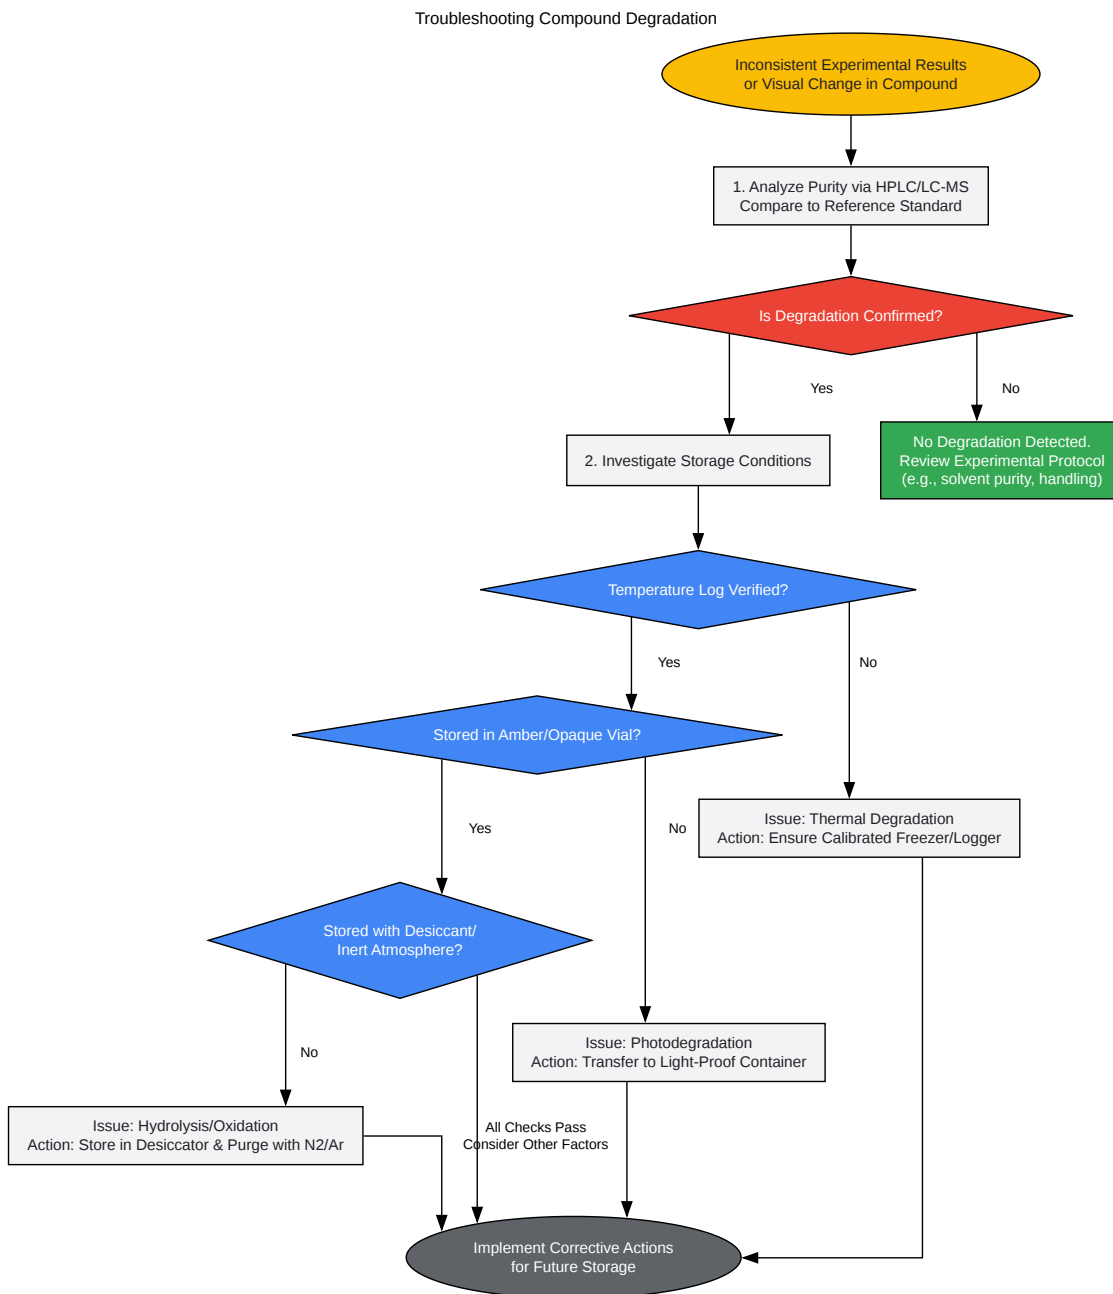 Troubleshooting Compound Degradation
Inconsistent Experimental Results
or Visual Change in Compound
1. Analyze Purity via HPLC/LC-MS
Compare to Reference Standard
Is Degradation Confirmed?
Yes
No
No Degradation Detected.
Review Experimental Protocol
(e.g., solvent purity, handling)
2. Investigate Storage Conditions
Temperature Log Verified?
Yes
No
Stored in Amber/Opaque Vial?
Yes
No
Issue: Thermal Degradation
Action: Ensure Calibrated Freezer/Logger
Stored with Desiccant/
Inert Atmosphere?
No
Issue: Photodegradation
Action: Transfer to Light-Proof Container
Issue: Hydrolysis/Oxidation
Action: Store in Desiccator & Purge with N2/Ar
All Checks Pass
Consider Other Factors
Implement Corrective Actions
for Future Storage